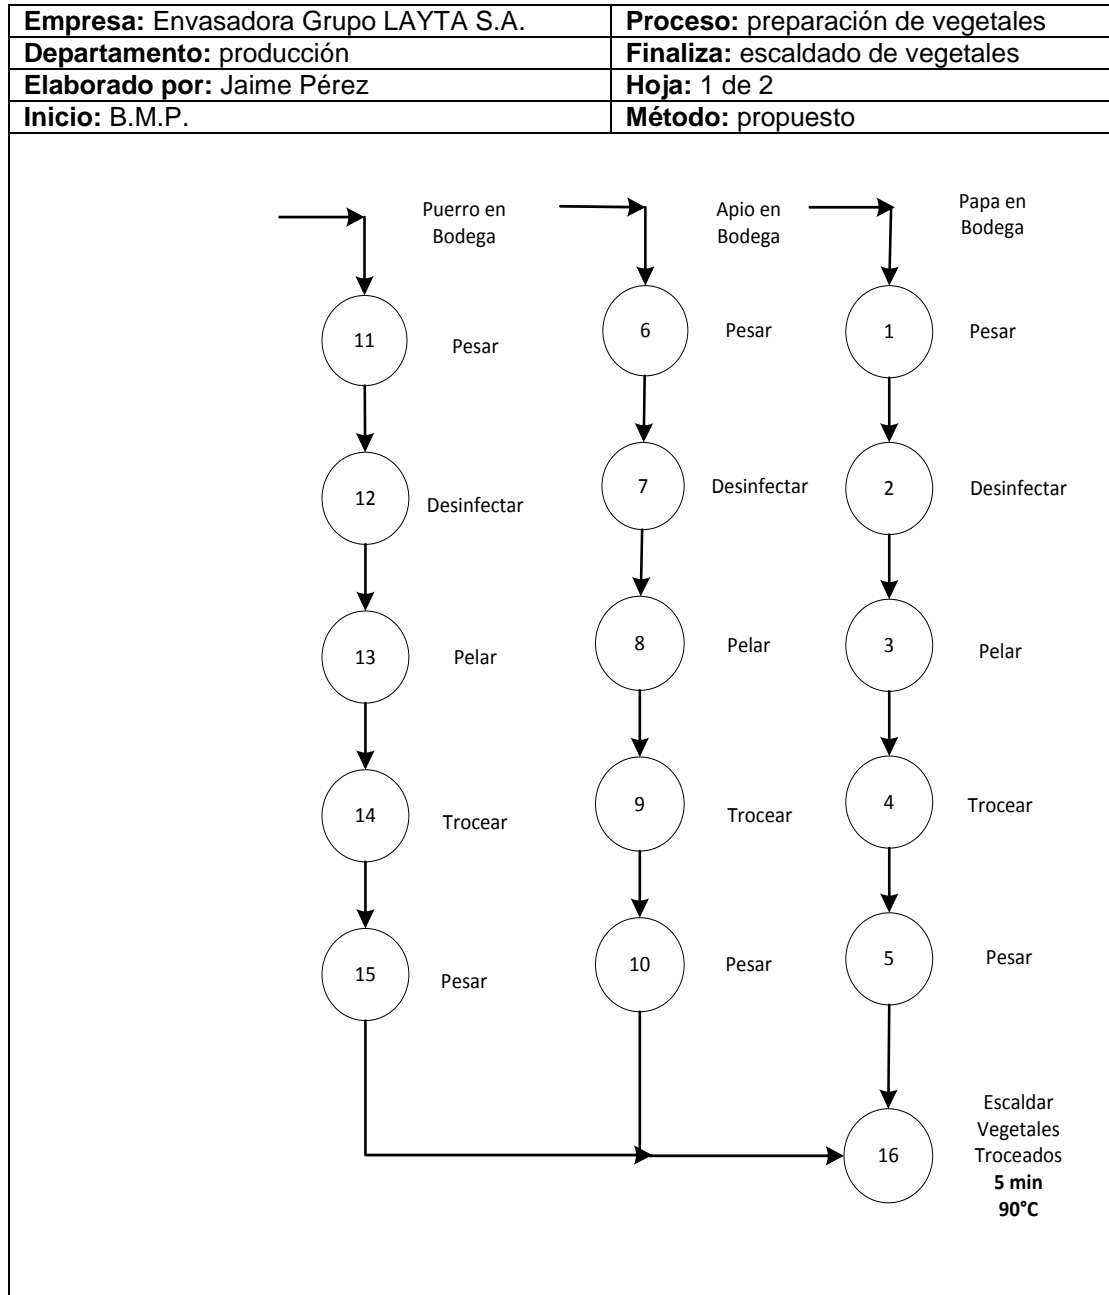 Empresa: Envasadora Grupo LAYTA S.A.
Proceso: preparación de vegetales
Departamento: producción
Finaliza: escaldado de vegetales
Elaborado por: Jaime Pérez
Hoja: 1 de 2
Inicio: B.M.P.
Método: propuesto
Puerro en
Bodega
Apio en
Bodega
Papa en
Bodega
11
Pesar
6
Pesar
1
Pesar
12
Desinfectar
7
Desinfectar
2
Desinfectar
13
Pelar
8
Pelar
3
Pelar
14
Trocear
9
Trocear
4
Trocear
15
Pesar
10
Pesar
5
Pesar
16
Escaldar
Vegetales
Troceados
5 min
90°C